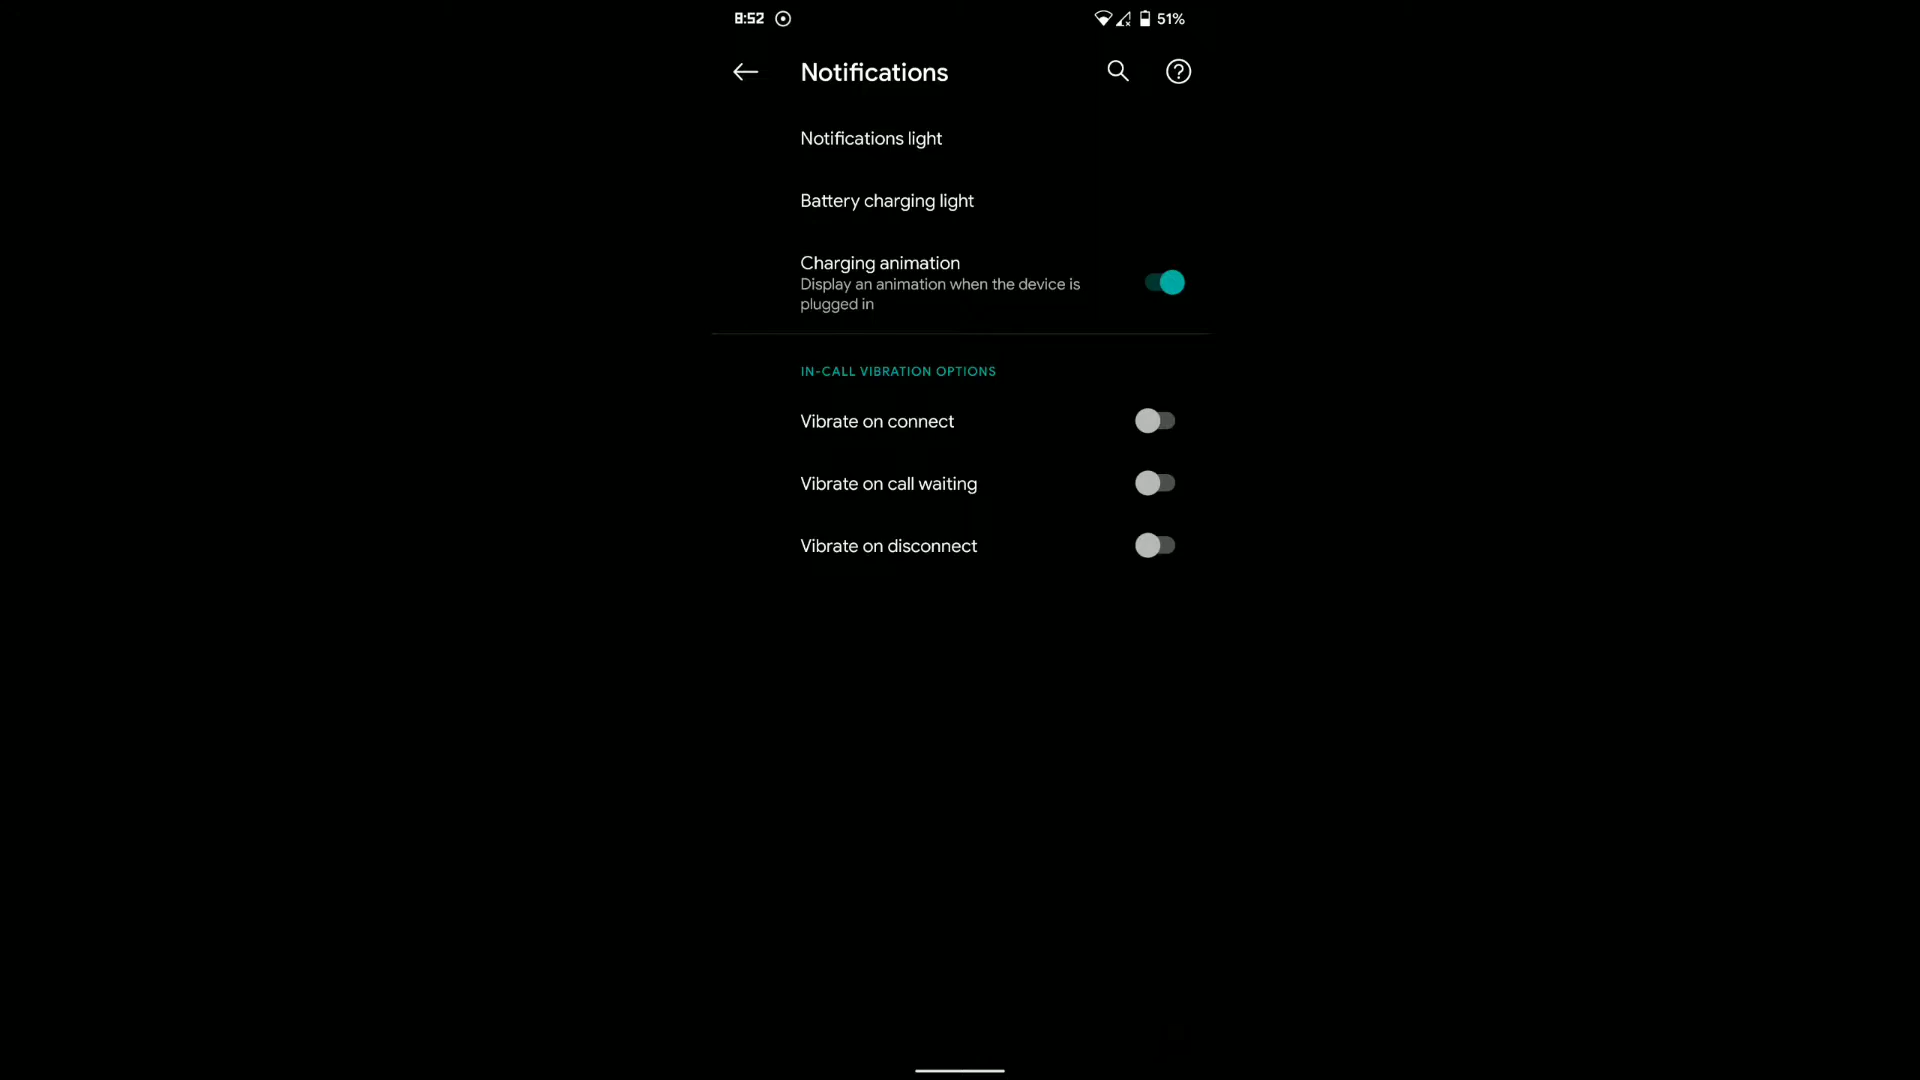 8:52
51%
Notifications
Notifications light
Battery charging light
Charging animation
Display an animation when the device is
plugged in
IN-CALL VIBRATION OPTIONS
Vibrate on connect
Vibrate on call waiting
Vibrate on disconnect